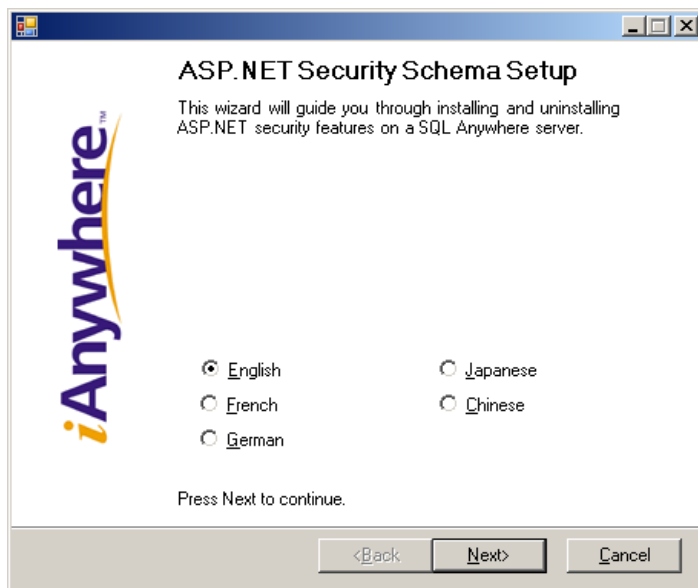 ASP.NET Security Schema Setup
This wizard will guide you through installing and uninstalling
ASP.NET security features on a SQL Anywhere server.
iAnywhere™
English
Japanese
French
Chinese
German
Press Next to continue.
<Back
Next>
Cancel